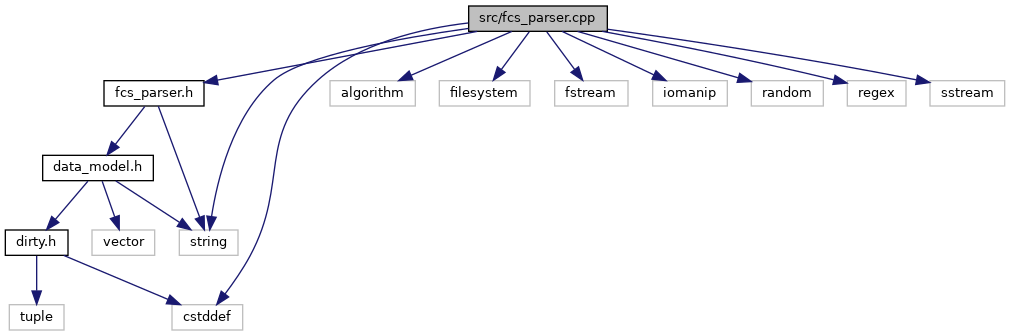 src/fcs_parser.cpp
fcs_parser.h
algorithm
filesystem
fstream
iomanip
random
regex
sstream
data_model.h
dirty.h
vector
string
tuple
cstddef